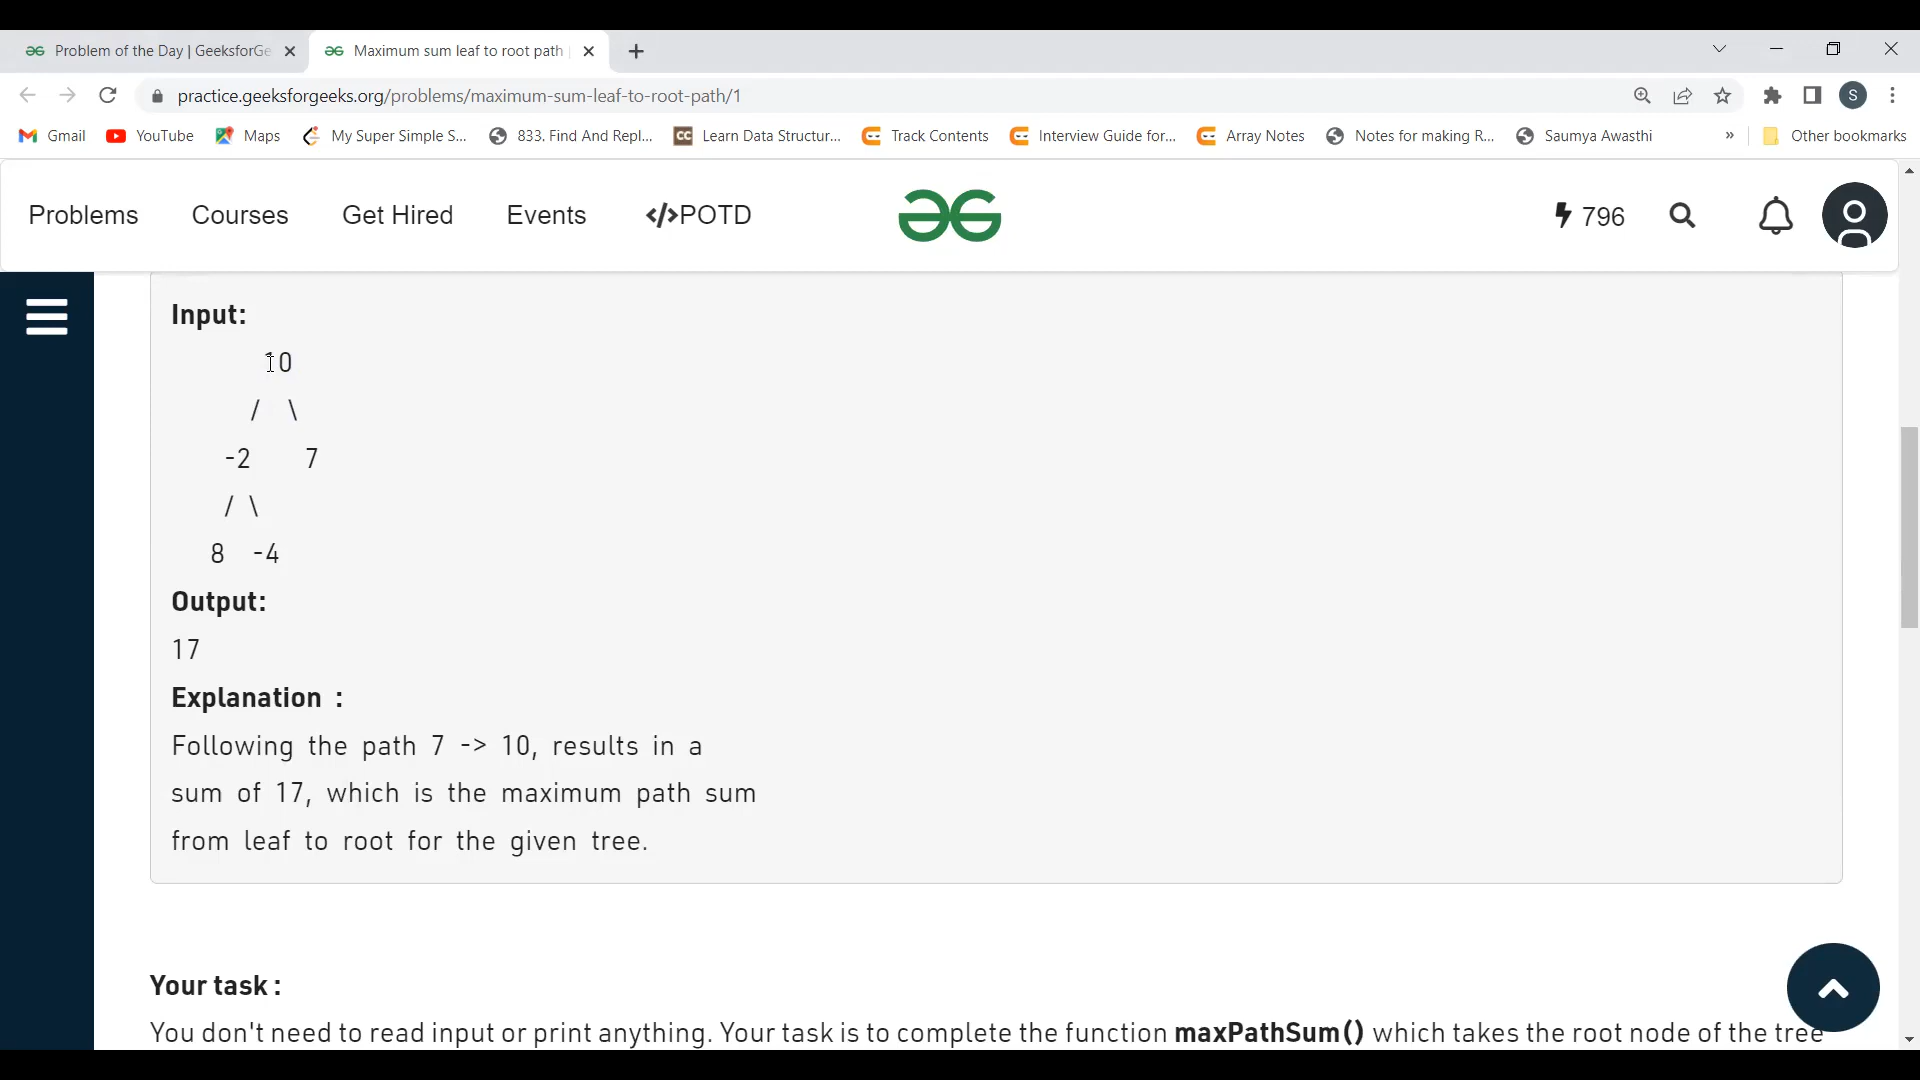 Problem of the Day | GeeksforGe
Maximum sum leaf to root path
practice.geeksforgeeks.org/problems/maximum-sum-leaf-to-root-path/1
S
Gmail YouTube Maps My Super Simple S... 833. Find And Repl... Learn Data Structur... Track Contents Interview Guide for... Array Notes Notes for making R... Saumya Awasthi » Other bookmarks
Problems Courses Get Hired Events </>POTD 796
Input:
10
/ \
-2 7
/ \
8 -4
Output:
17
Explanation :
Following the path 7 -> 10, results in a
sum of 17, which is the maximum path sum
from leaf to root for the given tree.
Your task :
You don't need to read input or print anything. Your task is to complete the function maxPathSum() which takes the root node of the tree